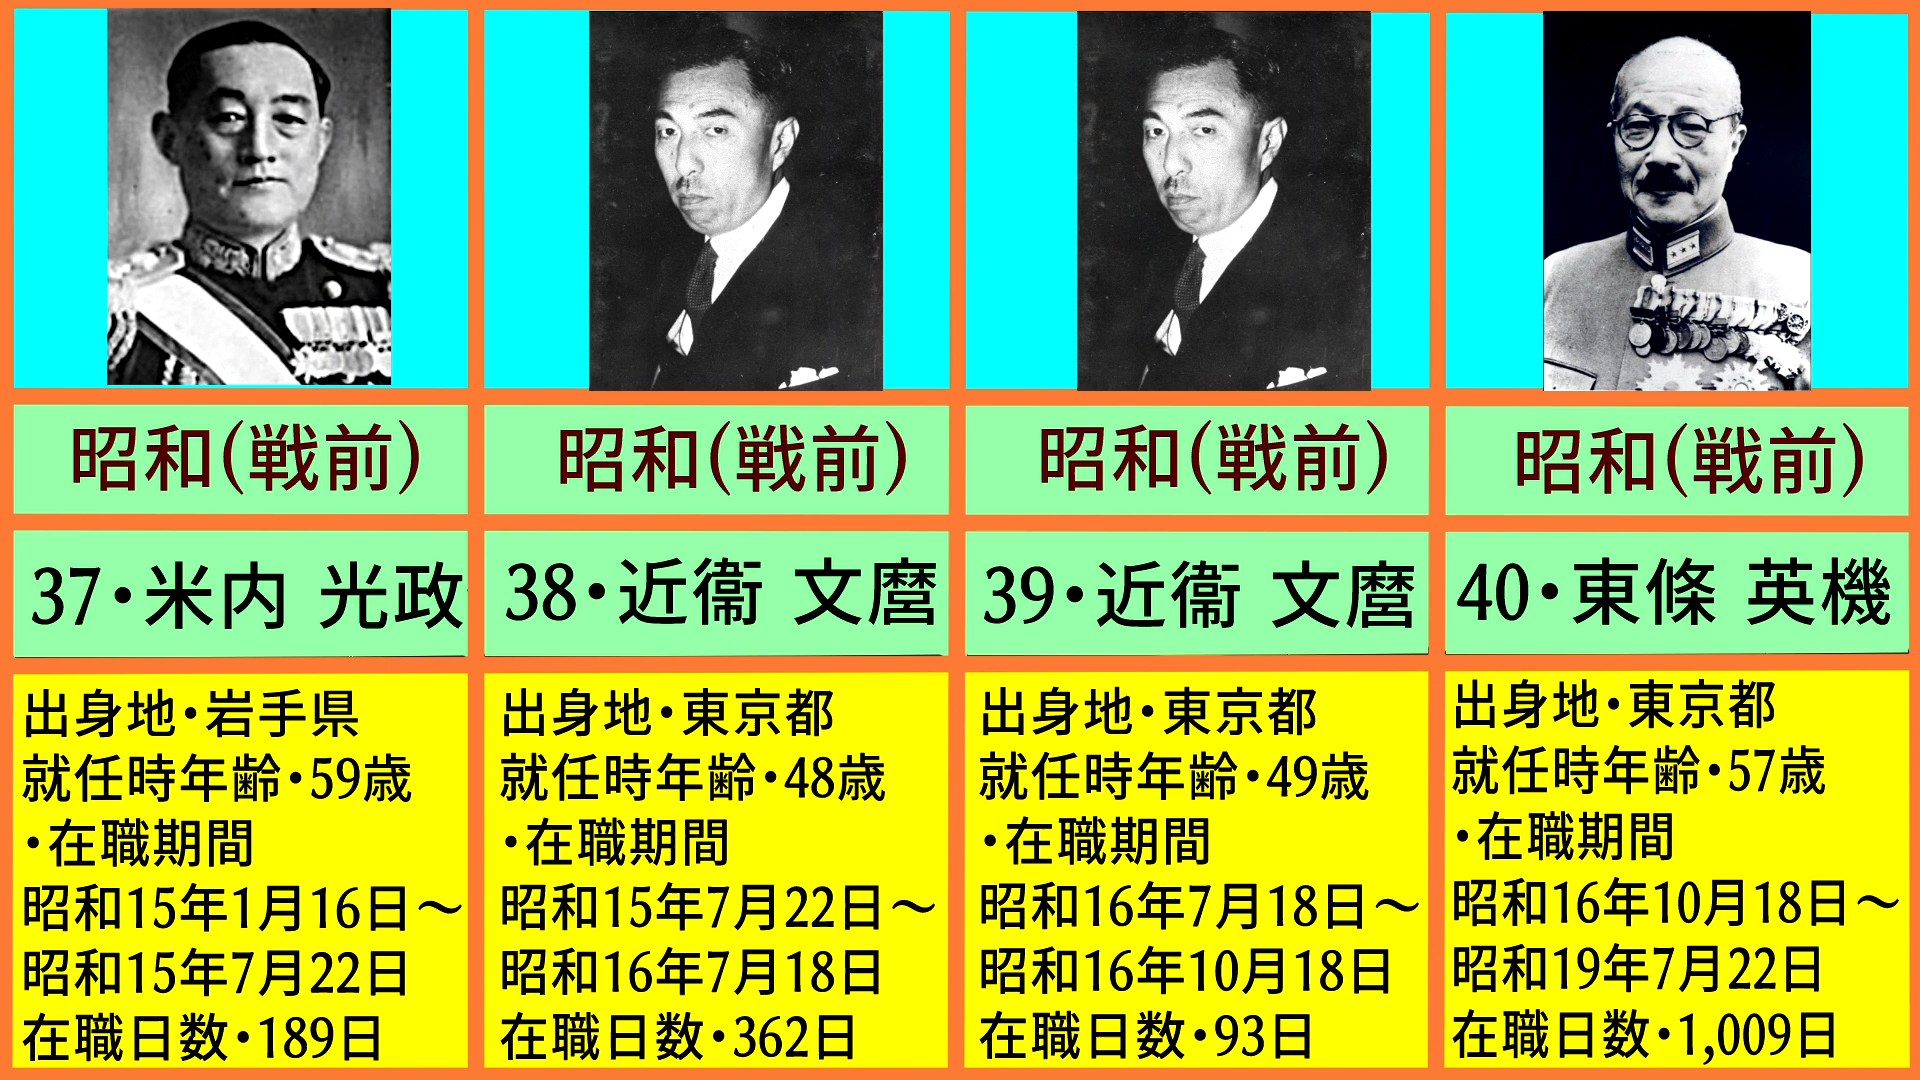 昭和(戦前)
37・米内 光政
出身地・岩手県
就任時年齢・59歳
・在職期間
昭和15年1月16日～
昭和15年7月22日
在職日数・189日
昭和(戦前)
38・近衞 文麿
出身地・東京都
就任時年齢・48歳
・在職期間
昭和15年7月22日～
昭和16年7月18日
在職日数・362日
昭和(戦前)
39・近衞 文麿
出身地・東京都
就任時年齢・49歳
・在職期間
昭和16年7月18日～
昭和16年10月18日
在職日数・93日
昭和(戦前)
40・東條 英機
出身地・東京都
就任時年齢・57歳
・在職期間
昭和16年10月18日～
昭和19年7月22日
在職日数・1,009日